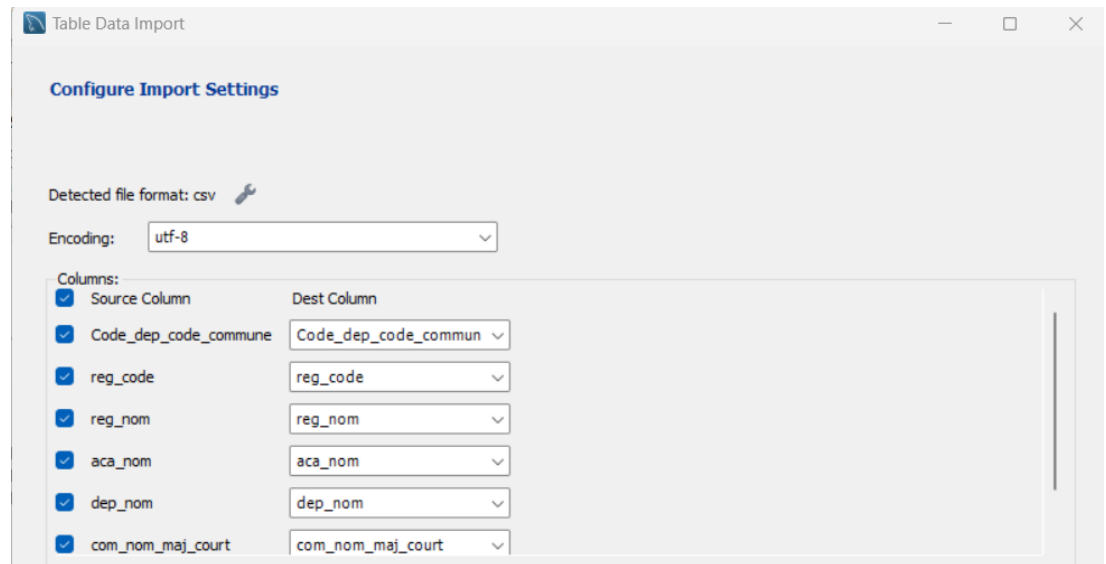 Table Data Import
Configure Import Settings
Detected file format: csv
Encoding: utf-8
Columns:
Source Column Dest Column
Code_dep_code_commune Code_dep_code_commun
reg_code reg_code
reg_nom reg_nom
aca_nom aca_nom
dep_nom dep_nom
com_nom_maj_court com_nom_maj_court